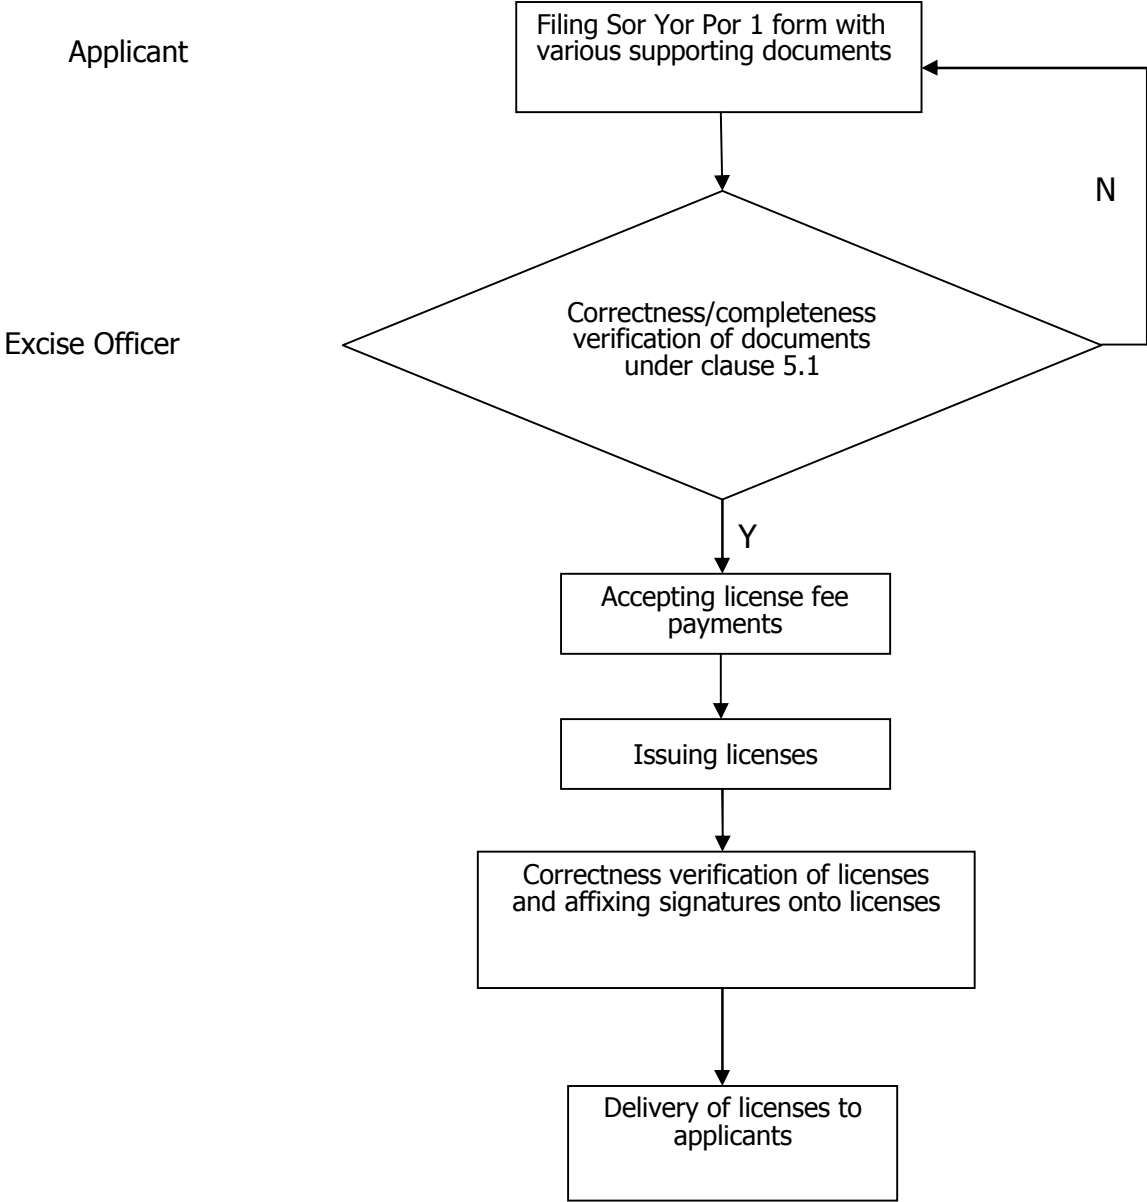 Applicant
Filing Sor Yor Por 1 form with
various supporting documents
N
Excise Officer
Correctness/completeness
verification of documents
under clause 5.1
Y
Accepting license fee
payments
Issuing licenses
Correctness verification of licenses
and affixing signatures onto licenses
Delivery of licenses to
applicants